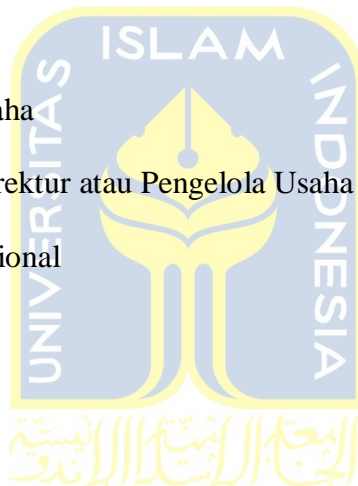 ISLAM
UNIVERSITAS
INDONESIA
aha
rektur atau Pengelola Usaha
ional